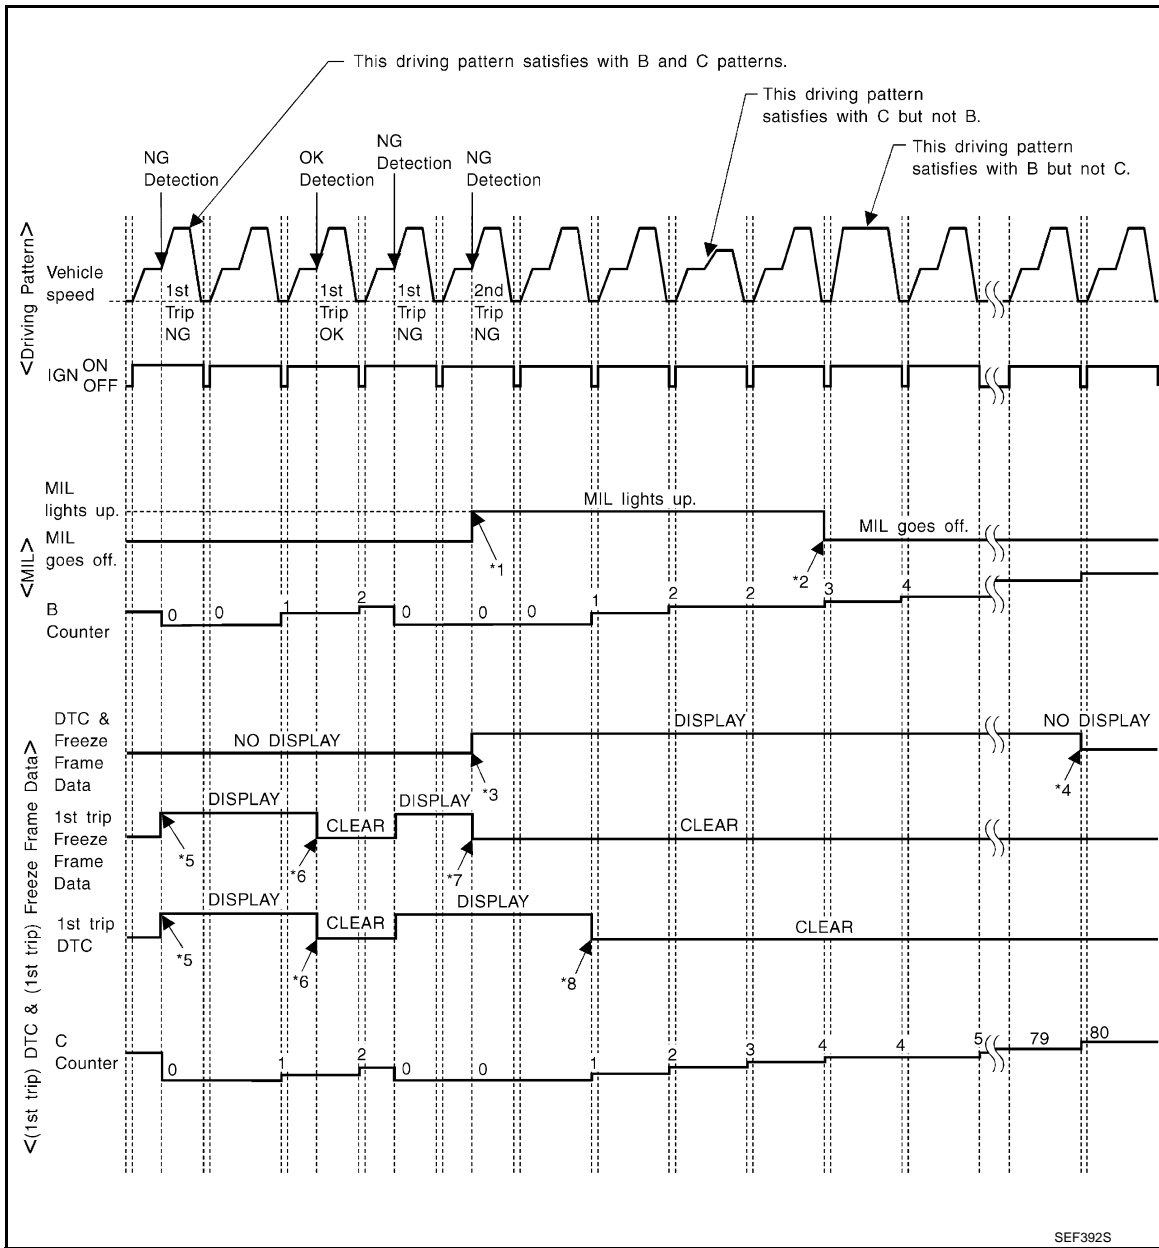 This driving pattern satisfies with B and C patterns.
This driving pattern
satisfies with C but not B.
This driving pattern
satisfies with B but not C.
NG
Detection
OK
Detection
NG
Detection
NG
Detection
<Driving Pattern>
Vehicle
speed
1st
Trip
NG
1st
Trip
OK
1st
Trip
NG
2nd
Trip
NG
IGN ON
OFF
<MIL>
MIL
lights up.
MIL
goes off.
MIL lights up.
MIL goes off.
*1
*2
B
Counter
0 0 1 2 0 0 0 1 2 2 3 4
<(1st trip) DTC & (1st trip) Freeze Frame Data>
DTC &
Freeze
Frame
Data
NO DISPLAY
DISPLAY
NO DISPLAY
*3
*4
1st trip
Freeze
Frame
Data
DISPLAY
CLEAR
DISPLAY
CLEAR
*5
*6
*7
1st trip
DTC
DISPLAY
CLEAR
DISPLAY
CLEAR
*5
*6
*8
C
Counter
0 1 2 0 0 1 2 3 4 4 5 79 80
SEF392S